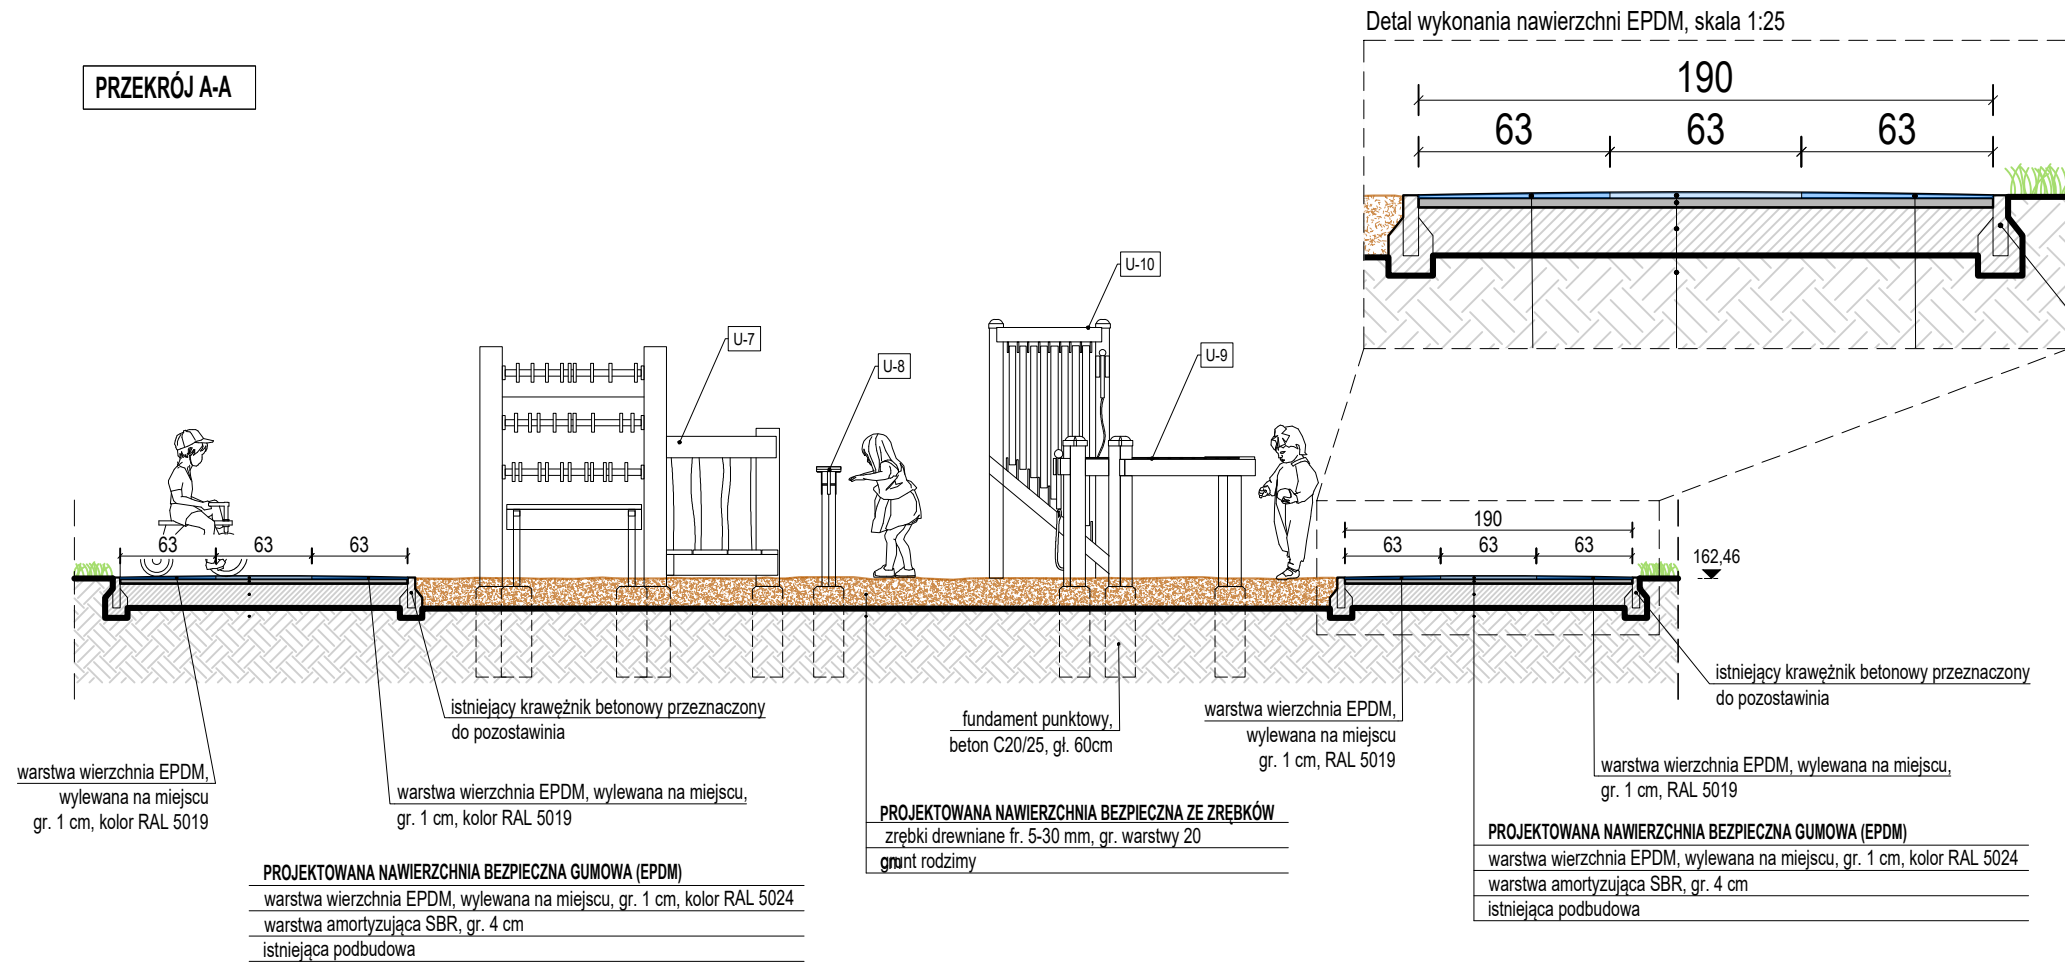 Detal wykonania nawierzchni EPDM, skala 1:25
PRZEKRÓJ A-A
190
63 63 63
U-10
U-7
U-8
U-9
63 63 63
190
63 63 63
162,46
istniejący krawężnik betonowy przeznaczony
do pozostawinia
warstwa wierzchnia EPDM,
wylewana na miejscu
gr. 1 cm, kolor RAL 5019
warstwa wierzchnia EPDM, wylewana na miejscu,
gr. 1 cm, kolor RAL 5019
PROJEKTOWANA NAWIERZCHNIA BEZPIECZNA GUMOWA (EPDM)
warstwa wierzchnia EPDM, wylewana na miejscu, gr. 1 cm, kolor RAL 5024
warstwa amortyzująca SBR, gr. 4 cm
istniejąca podbudowa
fundament punktowy,
beton C20/25, gł. 60cm
PROJEKTOWANA NAWIERZCHNIA BEZPIECZNA ZE ZRĘBKÓW
zrębki drewniane fr. 5-30 mm, gr. warstwy 20
cm
grunt rodzimy
warstwa wierzchnia EPDM,
wylewana na miejscu
gr. 1 cm, RAL 5019
istniejący krawężnik betonowy przeznaczony
do pozostawinia
warstwa wierzchnia EPDM, wylewana na miejscu,
gr. 1 cm, RAL 5019
PROJEKTOWANA NAWIERZCHNIA BEZPIECZNA GUMOWA (EPDM)
warstwa wierzchnia EPDM, wylewana na miejscu, gr. 1 cm, kolor RAL 5024
warstwa amortyzująca SBR, gr. 4 cm
istniejąca podbudowa